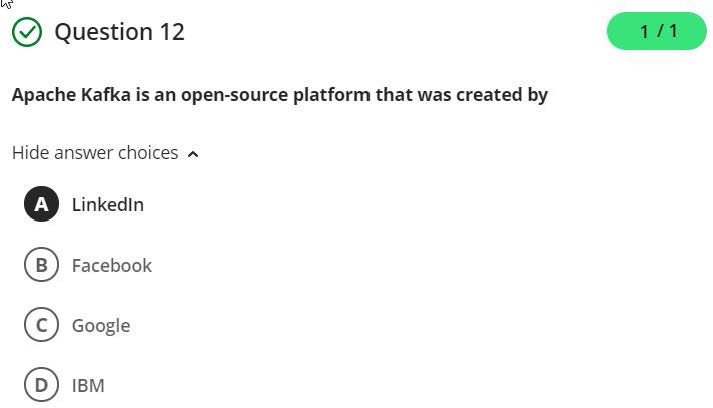 Question 12
1 / 1
Apache Kafka is an open-source platform that was created by
Hide answer choices
A LinkedIn
B Facebook
C Google
D IBM